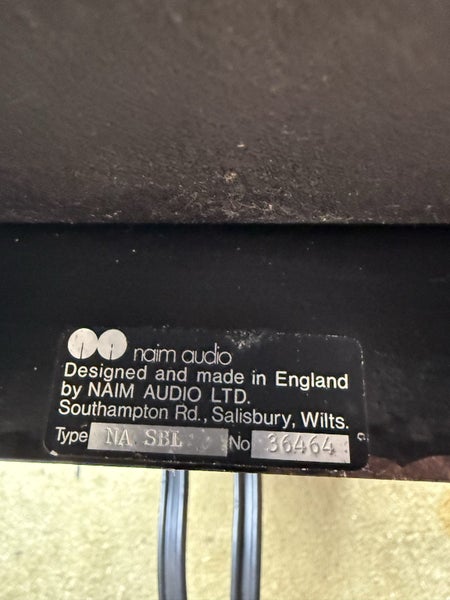 naim audio
Designed and made in England
by NAIM AUDIO LTD.
Southampton Rd., Salisbury, Wilts.
Type NA SBL No 36464